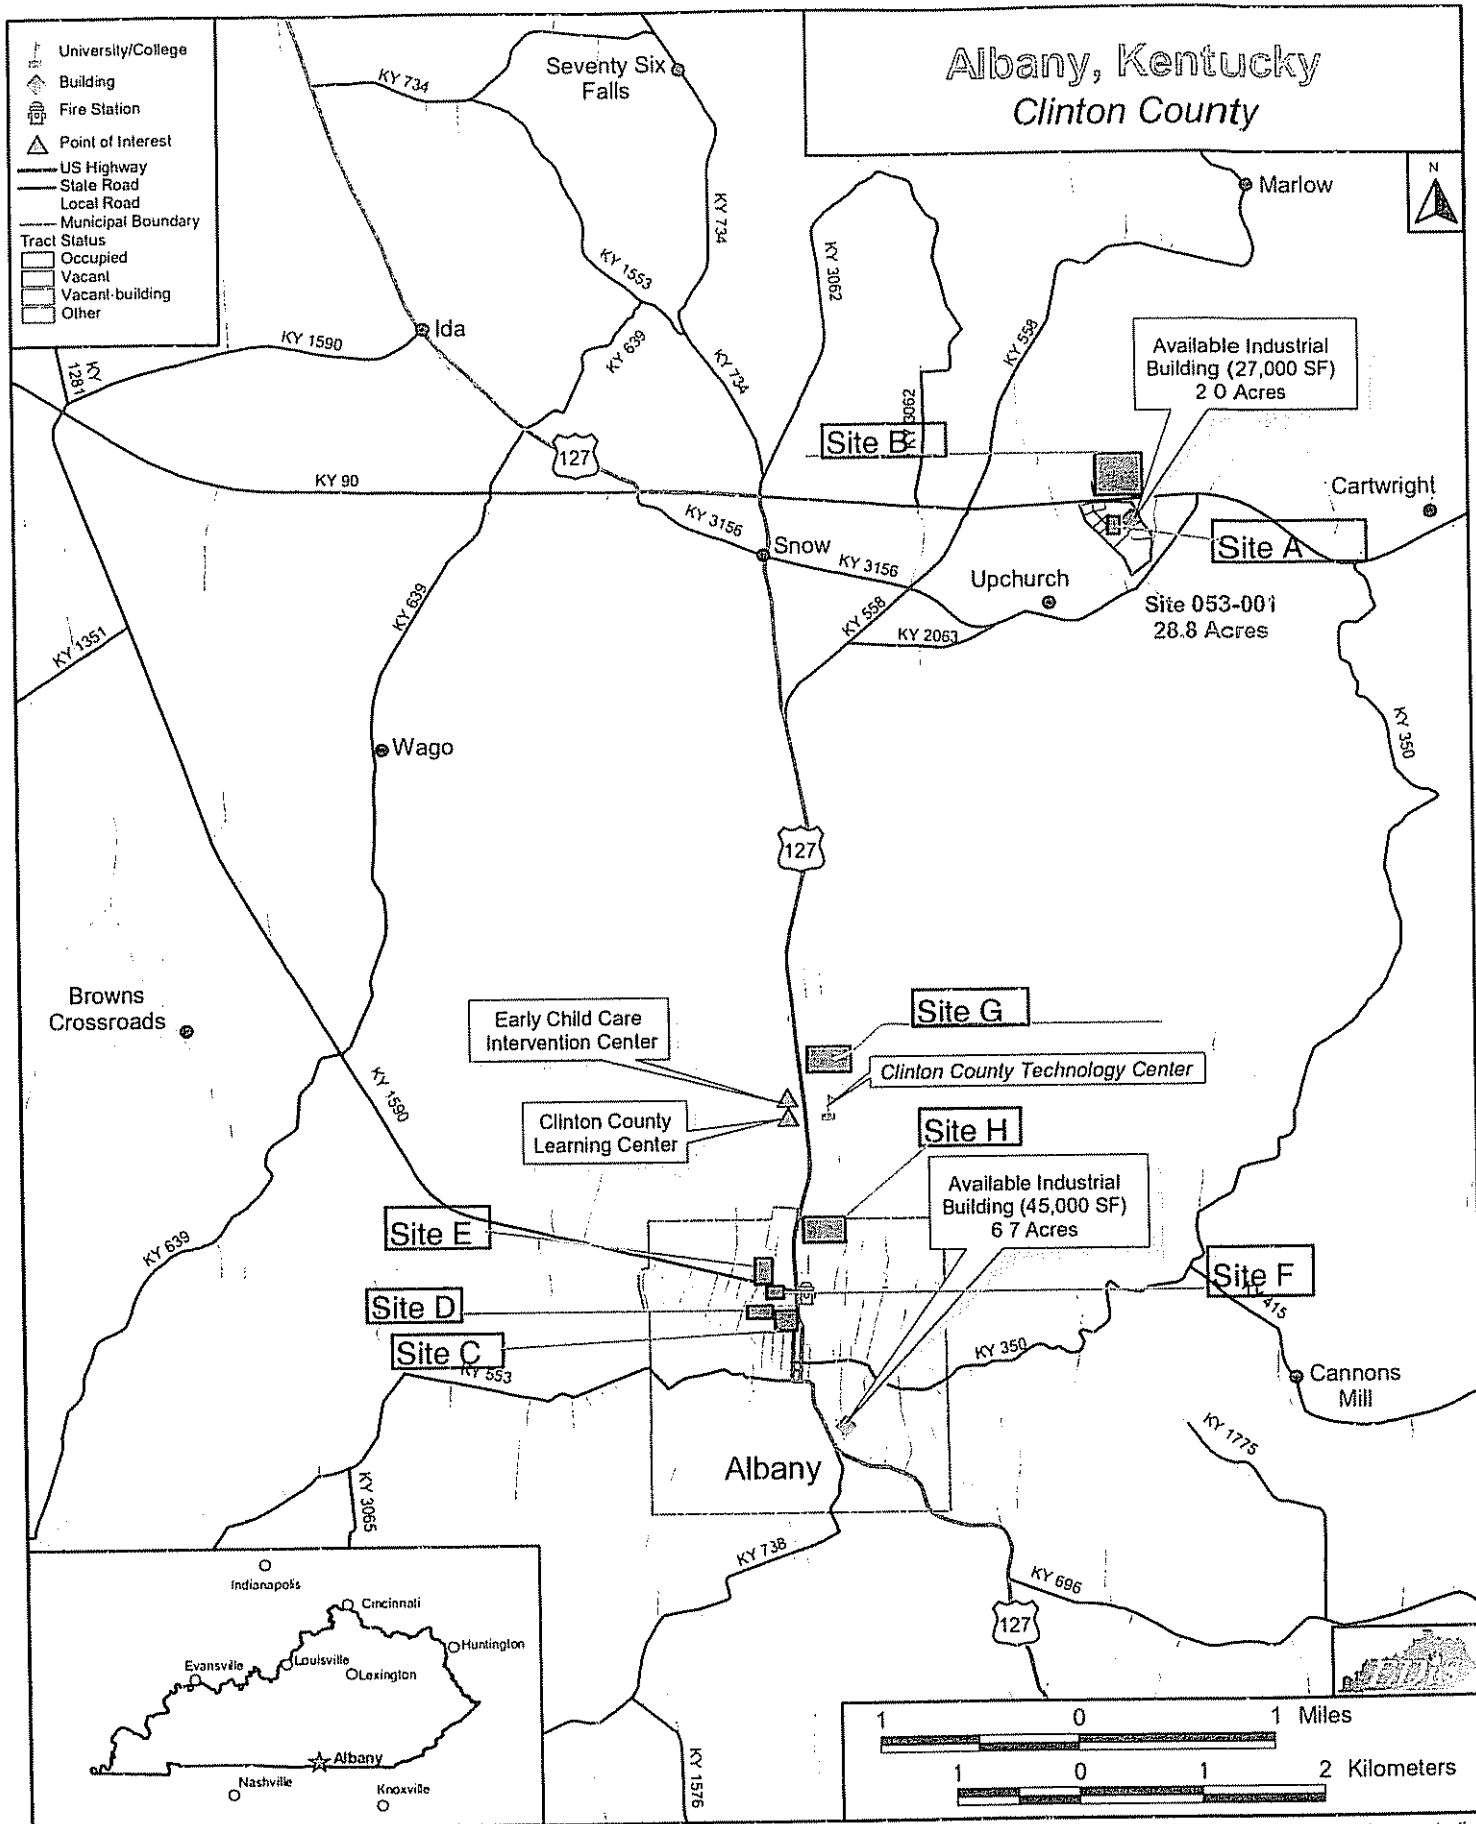 University/College
Building
Fire Station
Point of Interest
US Highway
State Road
Local Road
Municipal Boundary
Tract Status
Occupied
Vacant
Vacant-building
Other
Albany, Kentucky
Clinton County
N
Seventy Six
Falls
KY 734
KY 734
KY 1553
KY 3062
Marlow
Ida
KY 1590
KY 639
KY 734
KY 558
KY
1281
Available Industrial
Building (27,000 SF)
2 0 Acres
KY 3062
Site B
127
KY 90
Cartwright
KY 3156
Snow
KY 3156
Site A
Upchurch
KY 639
KY 558
KY 2063
Site 053-001
28.8 Acres
KY 1351
KY 350
Wago
127
Browns
Crossroads
Early Child Care
Intervention Center
Site G
Clinton County Technology Center
KY 1590
Clinton County
Learning Center
Site H
Available Industrial
Building (45,000 SF)
6 7 Acres
Site E
KY 639
Site F
Site D
415
Site C
KY 553
KY 350
Cannons
Mill
KY 1775
Albany
KY 3065
KY 738
KY 696
127
Indianapolis
Cincinnati
Huntington
Louisville
Evansville
Lexington
Albany
Nashville
Knoxville
KY 1576
1 0 1 Miles
1 0 1 2 Kilometers